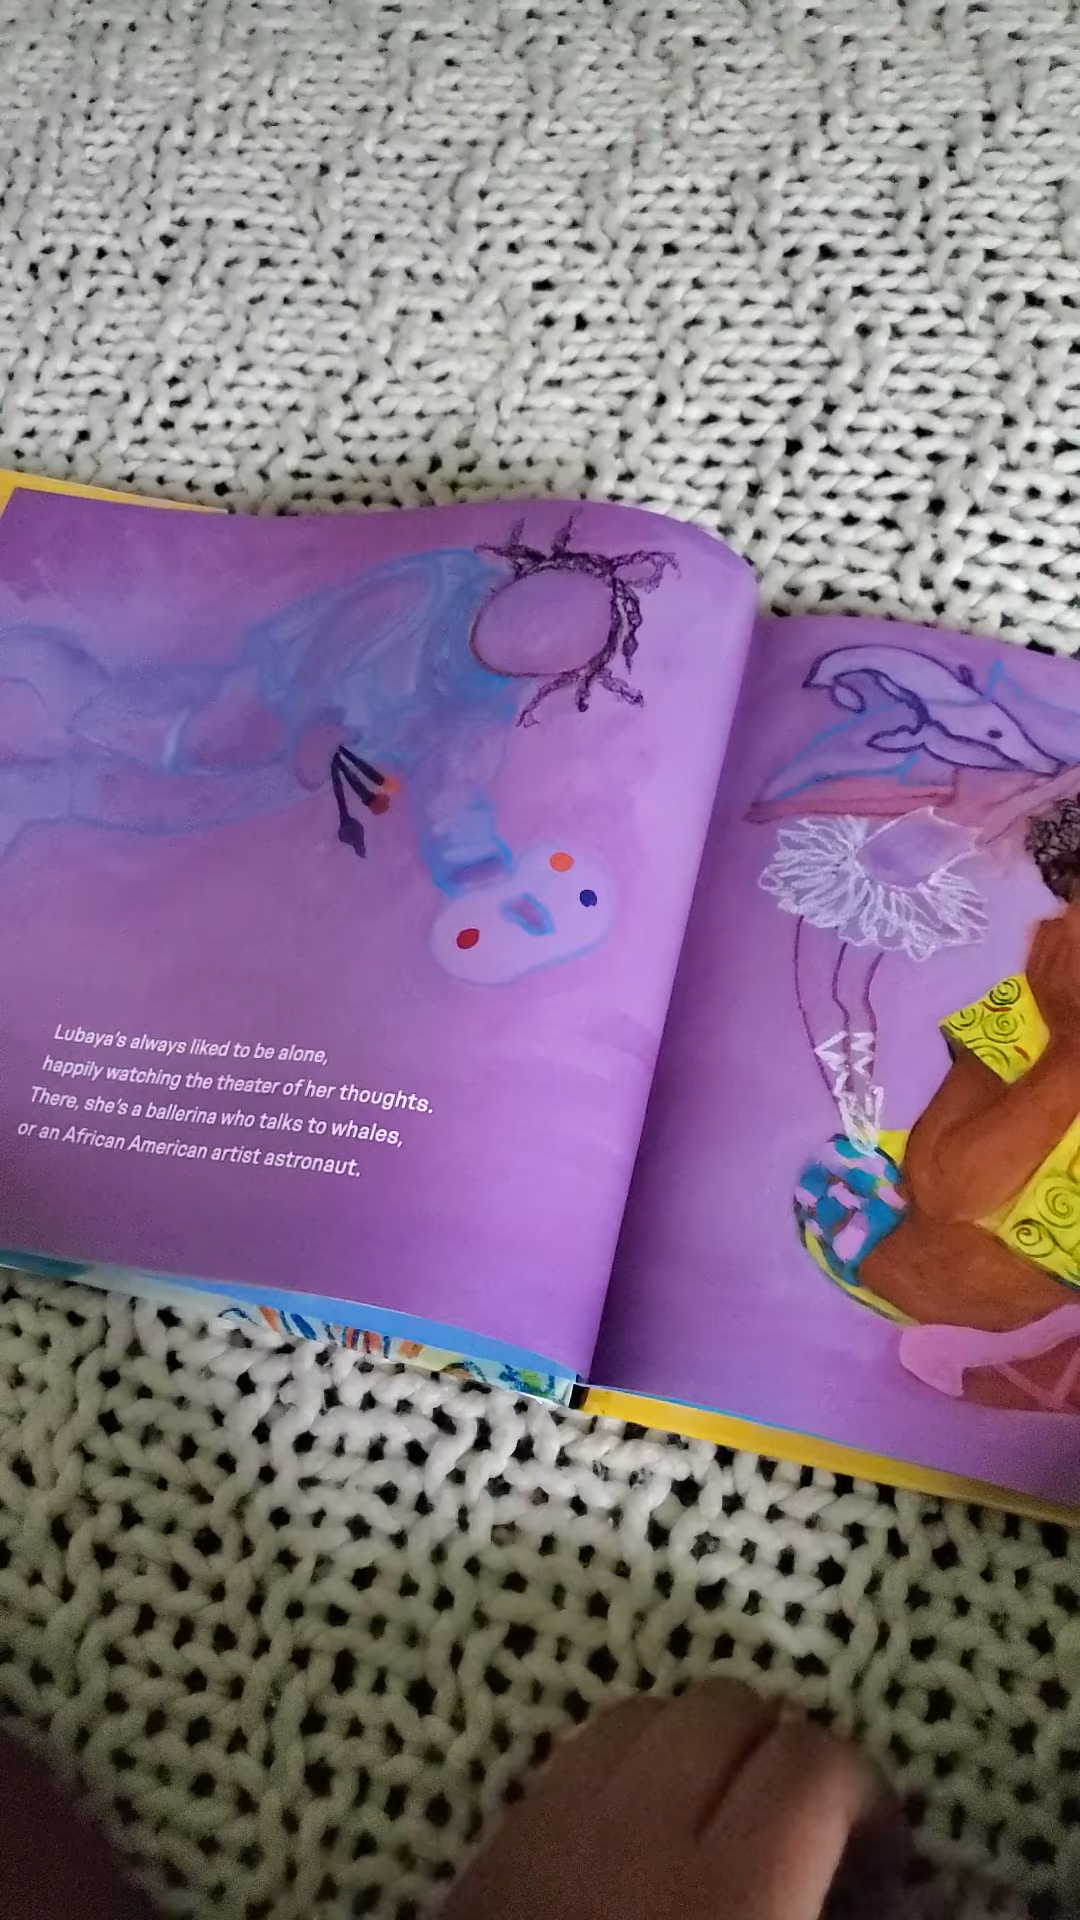 Lubaya's always liked to be alone,
happily watching the theater of her thoughts.
There, she's a ballerina who talks to whales,
or an African American artist astronaut.